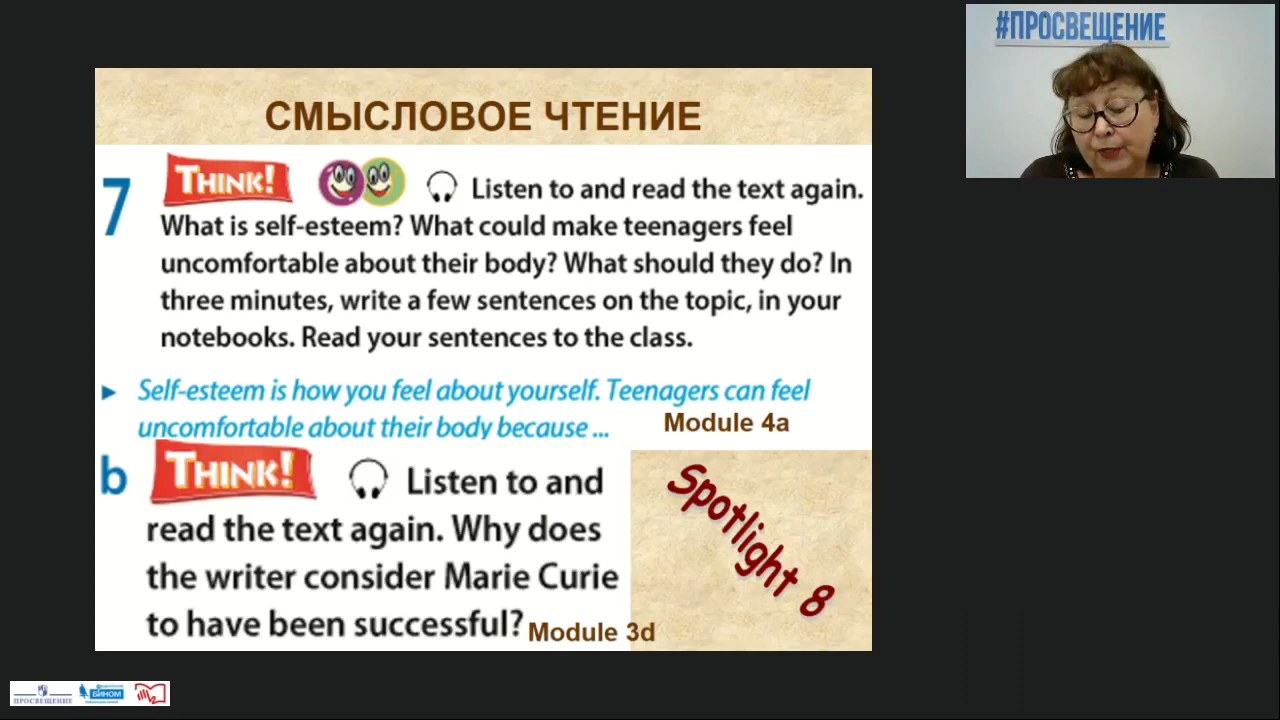 #ПРОСВЕЩЕНИЕ
СМЫСЛОВОЕ ЧТЕНИЕ
7 THINK! Listen to and read the text again.
What is self-esteem? What could make teenagers feel
uncomfortable about their body? What should they do? In
three minutes, write a few sentences on the topic, in your
notebooks. Read your sentences to the class.
► Self-esteem is how you feel about yourself. Teenagers can feel
uncomfortable about their body because ...
Module 4a
b THINK! Listen to and
read the text again. Why does
the writer consider Marie Curie
to have been successful?
Module 3d
Spotlight 8
ПРОСВЕЩЕНИЕ
БИНОМ